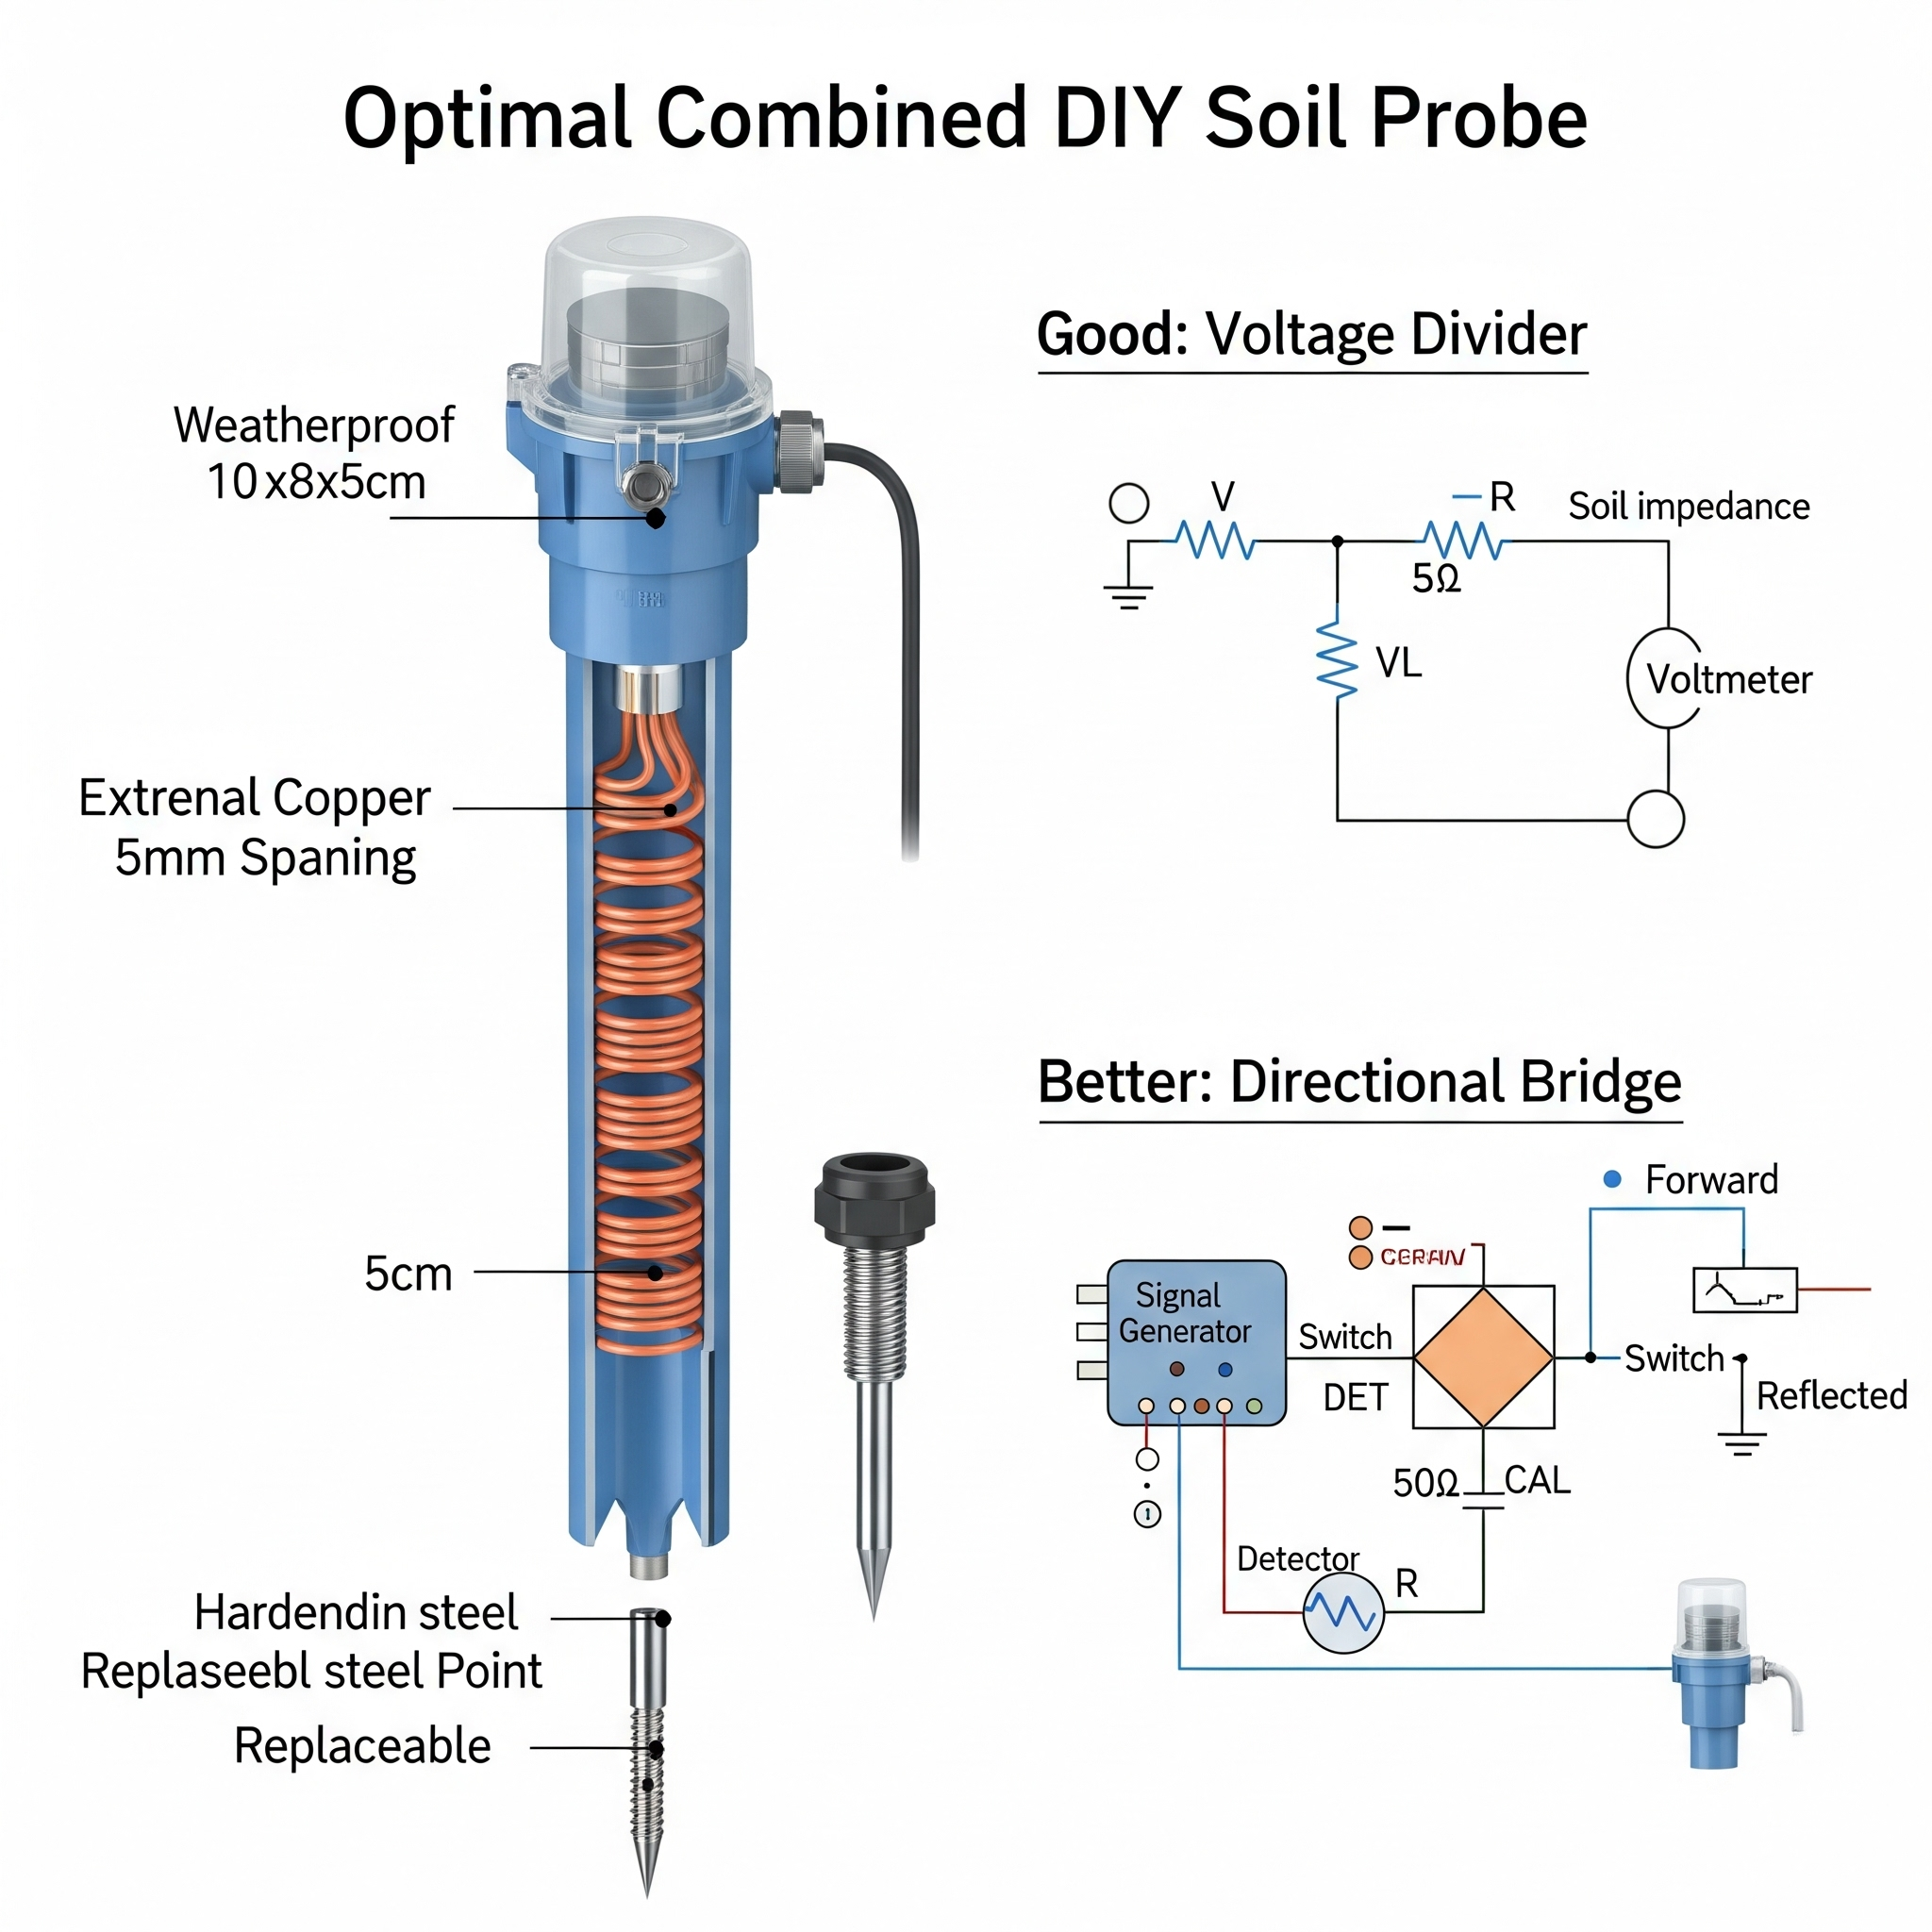 Optimal Combined DIY Soil Probe
Weatherproof
10x8x5cm
Extrenal Copper
5mm Spaning
5cm
Hardendin steel
Replaseebl steel Point
Replaceable
Good: Voltage Divider
V
— R
Soil impedance
5Ω
VL
Voltmeter
Better: Directional Bridge
Forward
Signal
Generator
Switch
DET
Switch
Reflected
50Ω
CAL
1
Detector
R